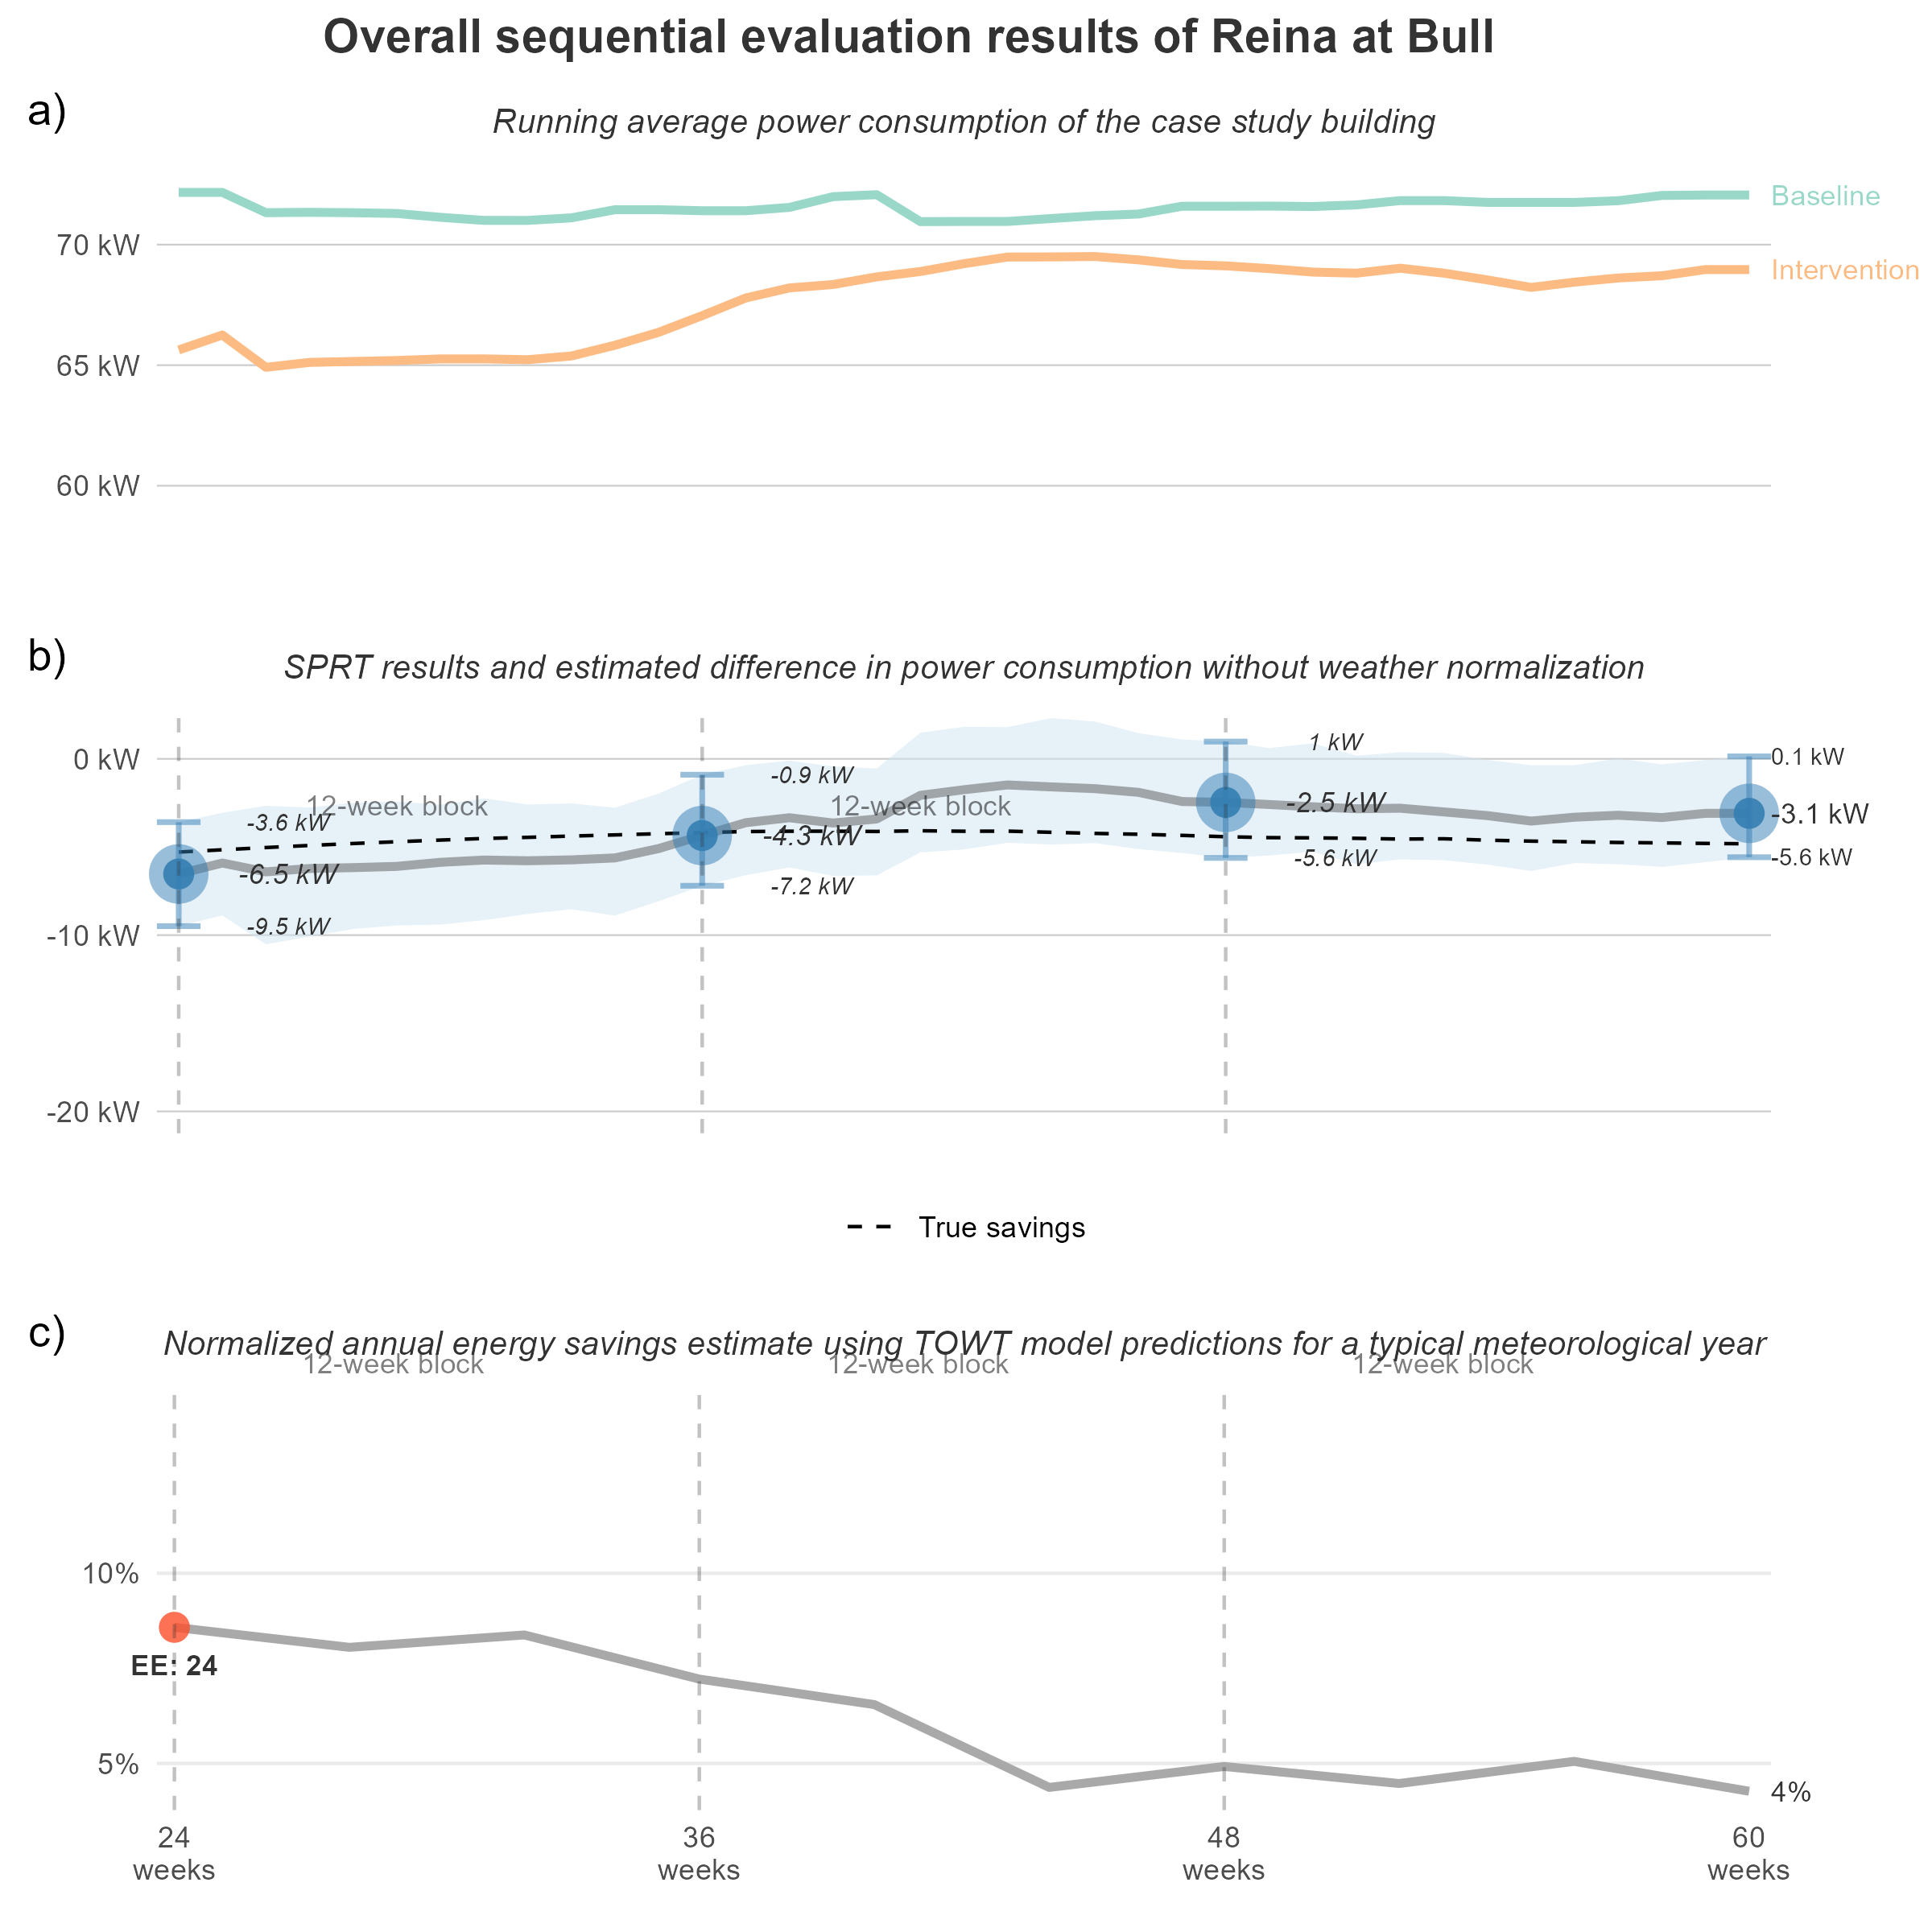 Overall sequential evaluation results of Reina at Bull
a)
Running average power consumption of the case study building
Baseline
70 kW
Intervention
65 kW
60 kW
b)
SPRT results and estimated difference in power consumption without weather normalization
0 kW
1 kW
0.1 kW
-0.9 kW
12-week block
12-week block
-3.6 kW
-2.5 kW
-3.1 kW
-4.3 kW
-5.6 kW
-5.6 kW
-6.5 kW
-7.2 kW
-9.5 kW
-10 kW
-20 kW
True savings
c)
Normalized annual energy savings estimate using TOWT model predictions for a typical meteorological year
12-week block
12-week block
12-week block
10%
EE: 24
5%
4%
24
weeks
36
weeks
48
weeks
60
weeks